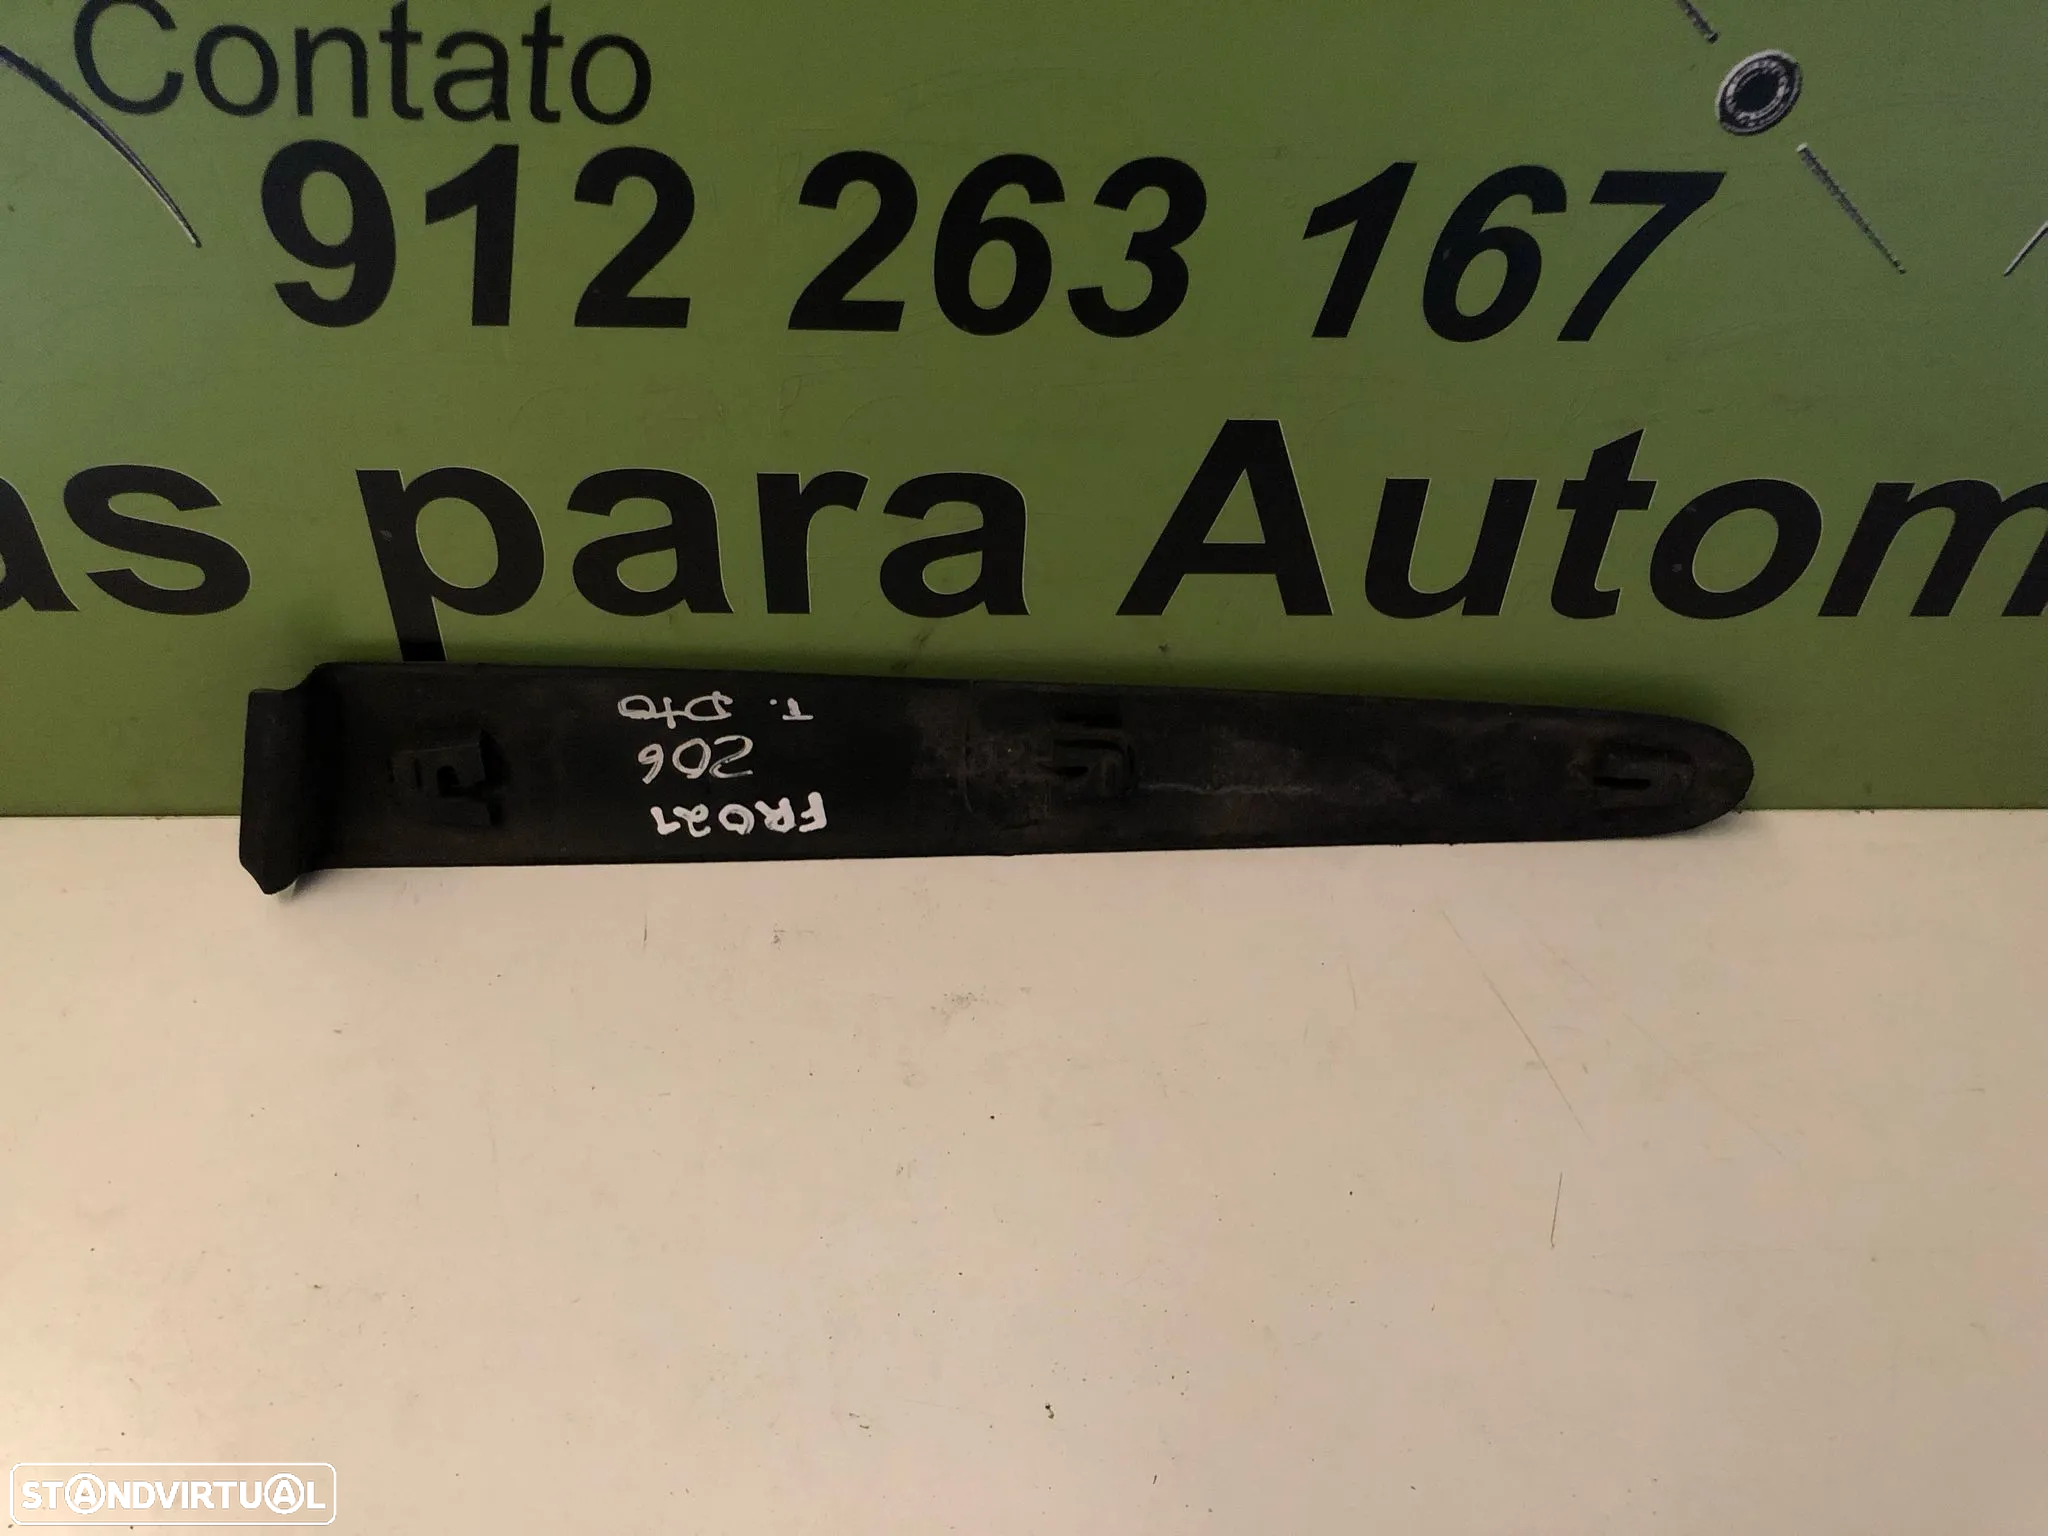 Contato
912 263 167
as para Autom
FR021
206
T. Dto
STANDVIRTUAL